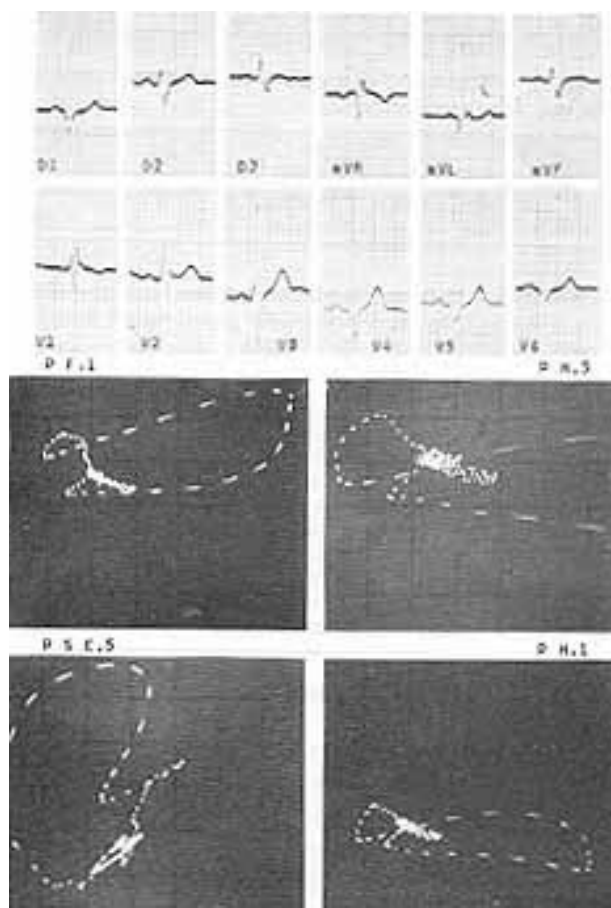 D1 D2 D3 aVR aVL aVF
V1 V2 V3 V4 V5 V6
P F.1 P H.5
P S E.5 P H.1